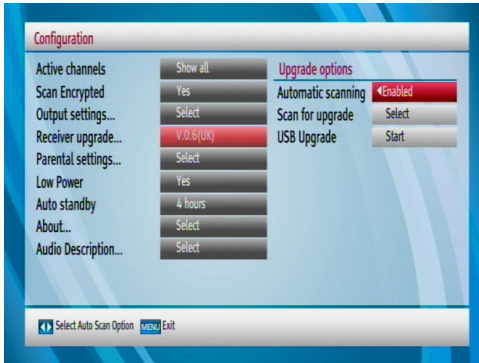 Configuration
Active channels Show all
Scan Encrypted Yes
Output settings... Select
Receiver upgrade... V.0.6(UK)
Parental settings... Select
Low Power Yes
Auto standby 4 hours
About... Select
Audio Description... Select
Upgrade options
Automatic scanning Enabled
Scan for upgrade Select
USB Upgrade Start
Select Auto Scan Option MENU Exit